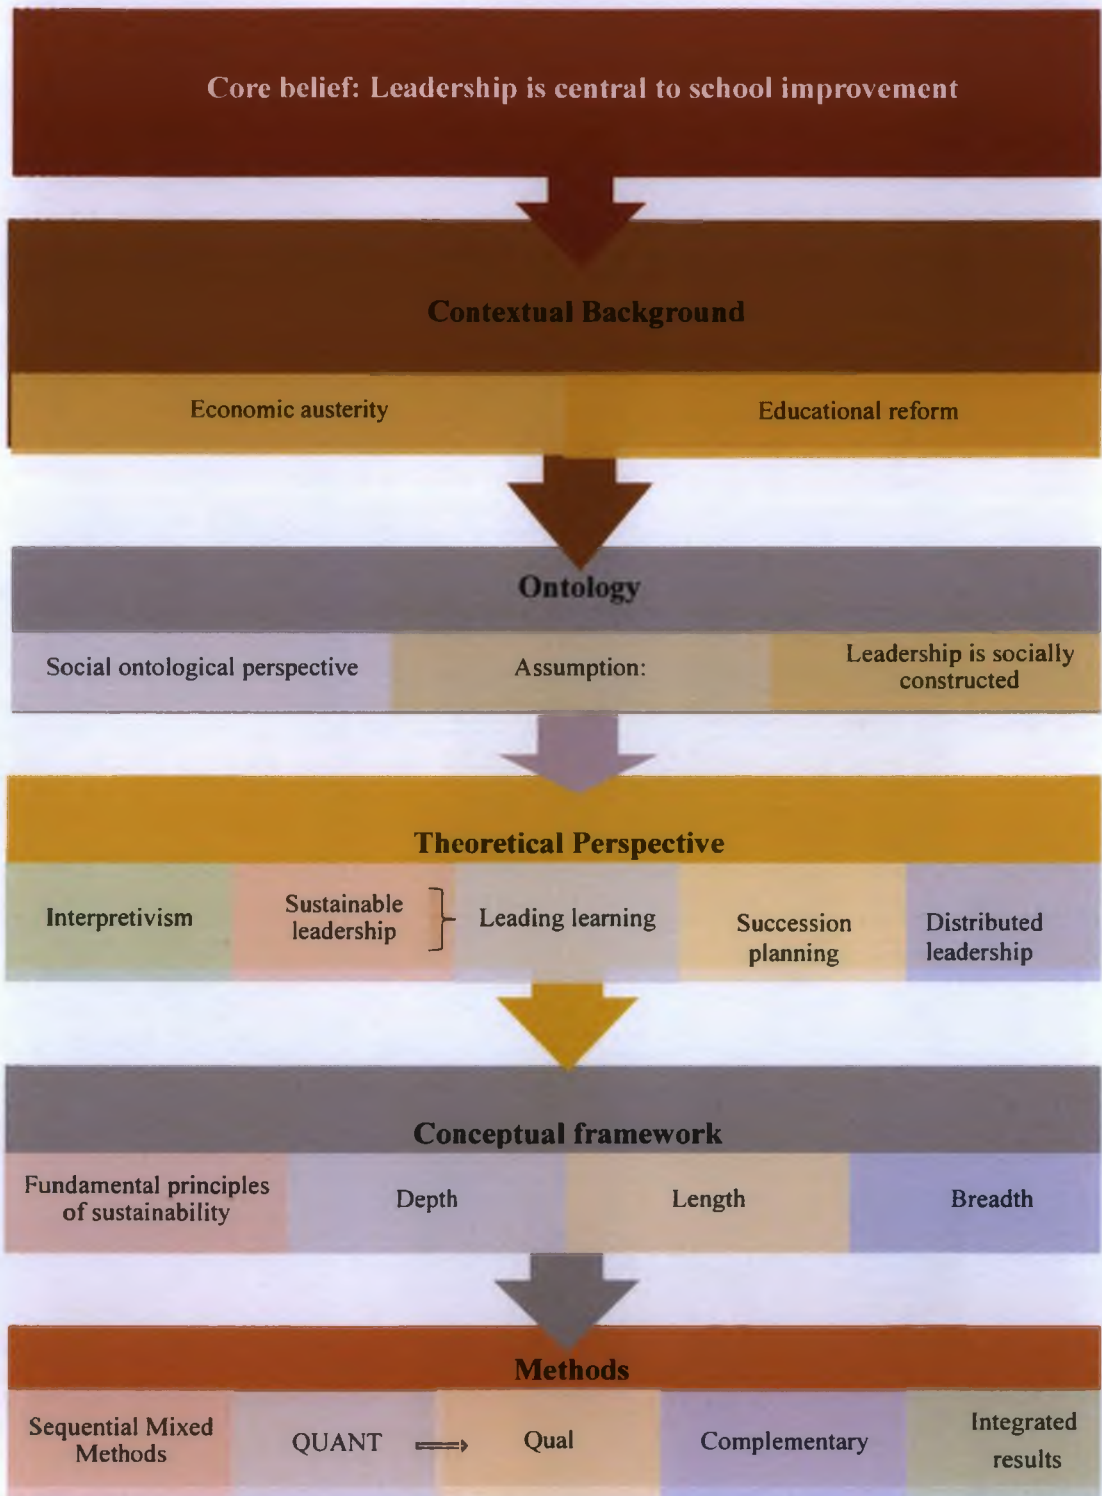 Core belief: Leadership is central to school improvement
Contextual Background
Economic austerity
Educational reform
Ontology
Social ontological perspective
Assumption:
Leadership is socially
constructed
Theoretical Perspective
Interpretivism
Sustainable
leadership
Leading learning
Succession
planning
Distributed
leadership
Conceptual framework
Fundamental principles
of sustainability
Depth
Length
Breadth
Methods
Sequential Mixed
Methods
QUANT
Qual
Complementary
Integrated
results